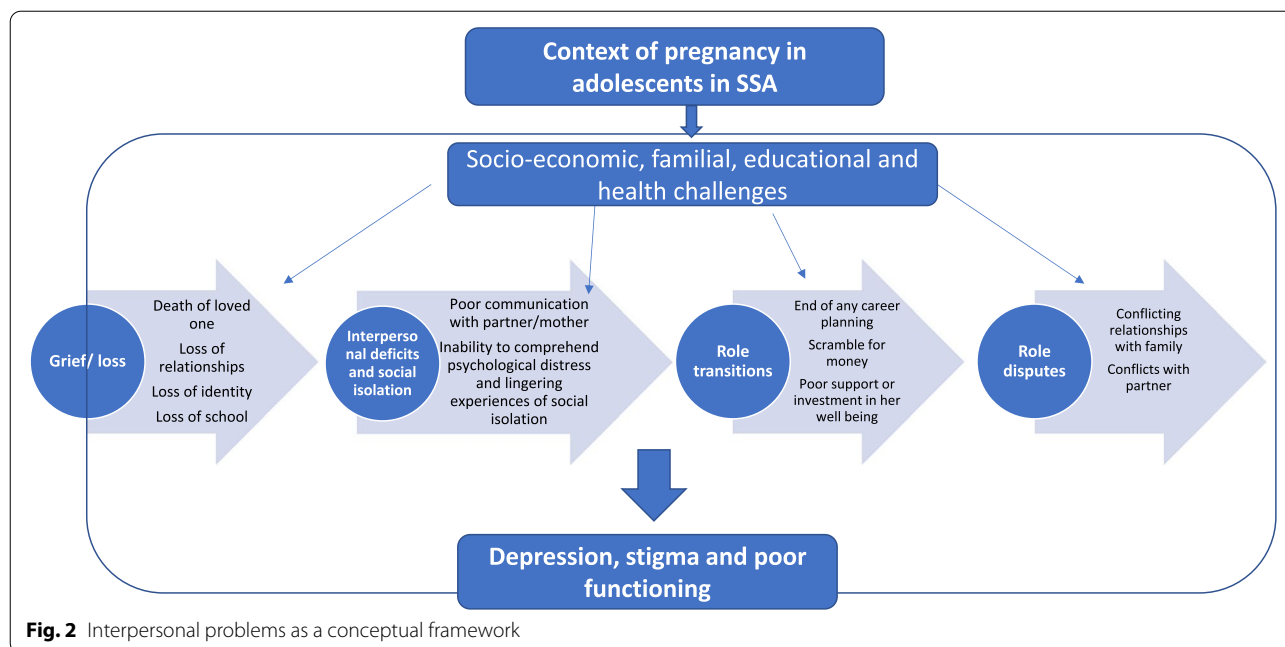 Context of pregnancy in
adolescents in SSA
Socio-economic, familial, educational and
health challenges
Grief/ loss
Death of loved
one
Loss of
relationships
Loss of identity
Loss of school
Interperso
nal deficits
and social
isolation
Poor communication
with partner/mother
Inability to comprehend
psychological distress
and lingering
experiences of social
isolation
Role
transitions
End of any career
planning
Scramble for
money
Poor support or
investment in her
well being
Role
disputes
Conflicting
relationships
with family
Conflicts with
partner
Depression, stigma and poor
functioning
Fig. 2 Interpersonal problems as a conceptual framework